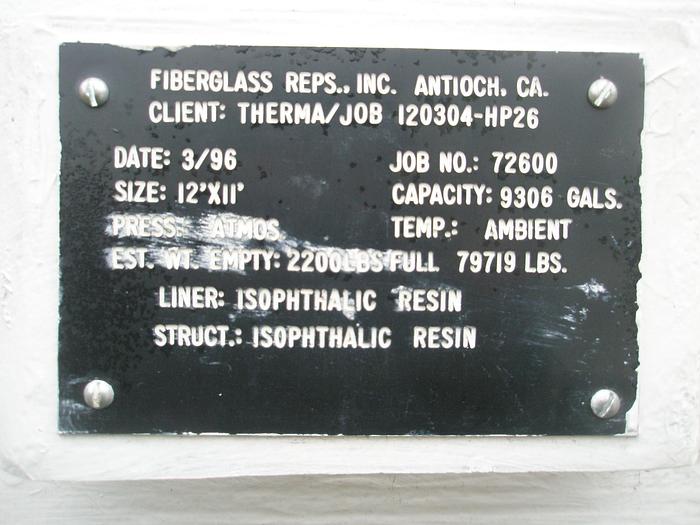 FIBERGLASS REPS., INC. ANTIOCH, CA.
CLIENT: THERMA/JOB 120304-HP26
DATE: 3/96 JOB NO.: 72600
SIZE: 12'X11' CAPACITY: 9306 GALS.
PRESS: ATMOS. TEMP.: AMBIENT
EST. WT. EMPTY: 2200LBS FULL 79719 LBS.
LINER: ISOPHTHALIC RESIN
STRUCT.: ISOPHTHALIC RESIN